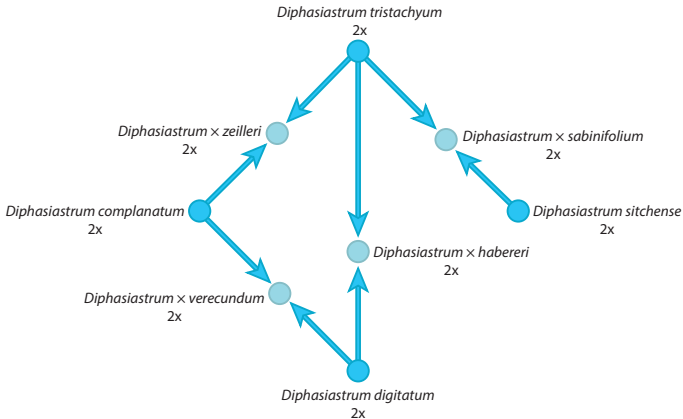 Diphasiastrum tristachyum
2x
Diphasiastrum × zeilleri
2x
Diphasiastrum × sabinifolium
2x
Diphasiastrum complanatum
2x
Diphasiastrum sitchense
2x
Diphasiastrum × habereri
2x
Diphasiastrum × verecundum
2x
Diphasiastrum digitatum
2x